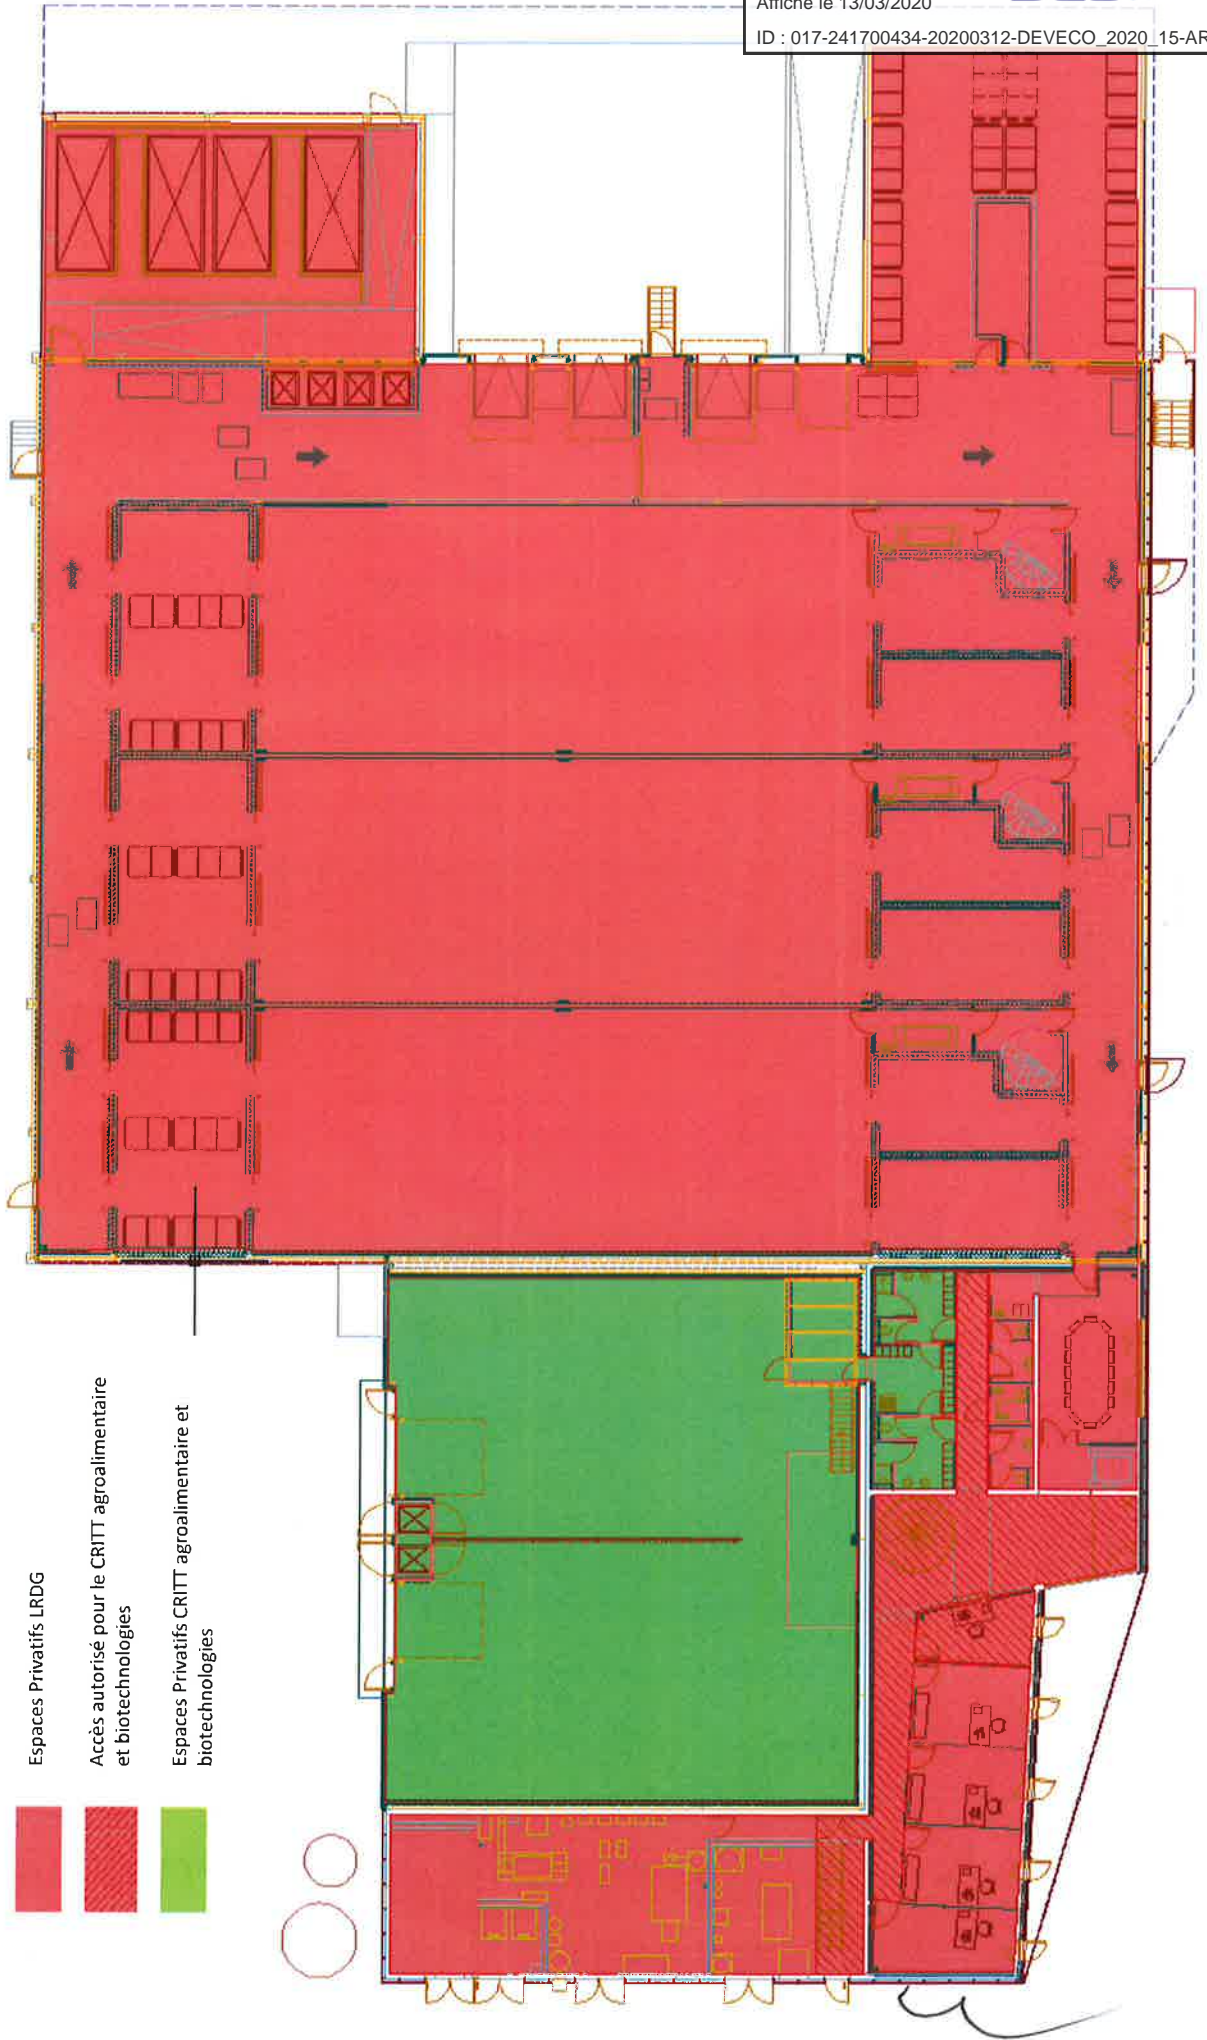 Affiché le 13/03/2020
ID : 017-241700434-20200312-DEVECO_2020_15-AR
Espaces Privatifs LRDG
Accès autorisé pour le CRITT agroalimentaire
et biotechnologies
Espaces Privatifs CRITT agroalimentaire et
biotechnologies